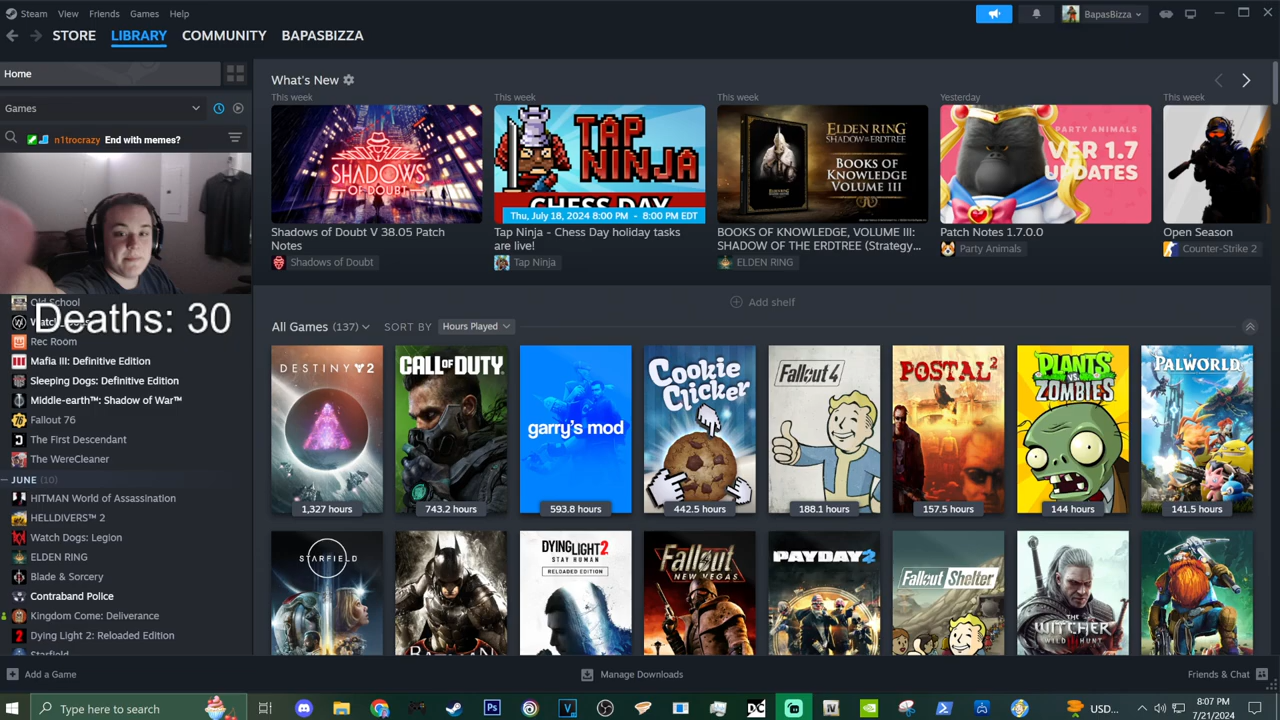 Steam View Friends Games Help
BapasBizza
STORE LIBRARY COMMUNITY BAPASBIZZA
Home
Games
n1trocrazy End with memes?
Old School
Deaths: 30
Rec Room
Mafia III: Definitive Edition
Sleeping Dogs: Definitive Edition
Middle-earth™: Shadow of War™
Fallout 76
The First Descendant
The WereCleaner
JUNE (10)
HITMAN World of Assassination
HELLDIVERS™ 2
Watch Dogs: Legion
ELDEN RING
Blade & Sorcery
Contraband Police
Kingdom Come: Deliverance
Dying Light 2: Reloaded Edition
Starfield
What's New
This week
SHADOWS
OF DOUBT
Shadows of Doubt V 38.05 Patch
Notes
Shadows of Doubt
This week
TAP
NINJA
CHESS DAY
Thu, July 18, 2024 8:00 PM - 8:00 PM EDT
Tap Ninja - Chess Day holiday tasks
are live!
Tap Ninja
This week
ELDEN RING
SHADOW OF THE ERDTREE
BOOKS OF
KNOWLEDGE
VOLUME III
BOOKS OF KNOWLEDGE, VOLUME III:
SHADOW OF THE ERDTREE (Strategy...
ELDEN RING
Yesterday
PARTY ANIMALS
VER 1.7
UPDATES
Patch Notes 1.7.0.0
Party Animals
This week
Open Season
Counter-Strike 2
Add shelf
All Games (137) SORT BY Hours Played
DESTINY 2
1,327 hours
CALL OF DUTY
743.2 hours
garry's mod
593.8 hours
Cookie
Clicker
442.5 hours
Fallout 4
188.1 hours
POSTAL 2
157.5 hours
PLANTS
VS.
ZOMBIES
144 hours
PALWORLD
141.5 hours
STARFIELD
BATMAN
DYING LIGHT 2
STAY HUMAN
RELOADED EDITION
Fallout
NEW VEGAS
PAYDAY 2
Fallout Shelter
THE
WITCHER
WILD HUNT
Add a Game
Manage Downloads
Friends & Chat
Type here to search
USD...
8:07 PM
7/21/2024